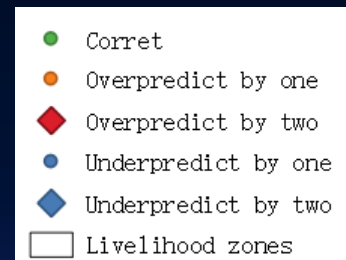 Corret
Overpredict by one
Overpredict by two
Underpredict by one
Underpredict by two
Livelihood zones